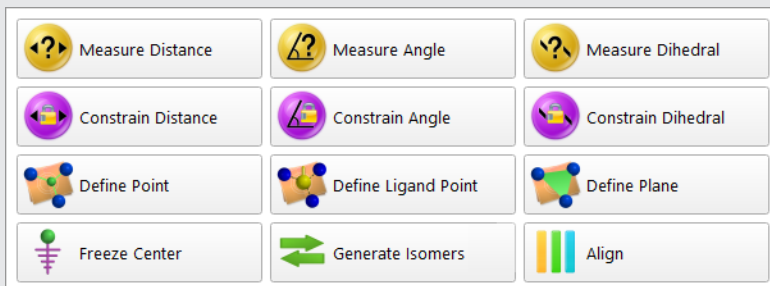 Measure Distance
Measure Angle
Measure Dihedral
Constrain Distance
Constrain Angle
Constrain Dihedral
Define Point
Define Ligand Point
Define Plane
Freeze Center
Generate Isomers
Align